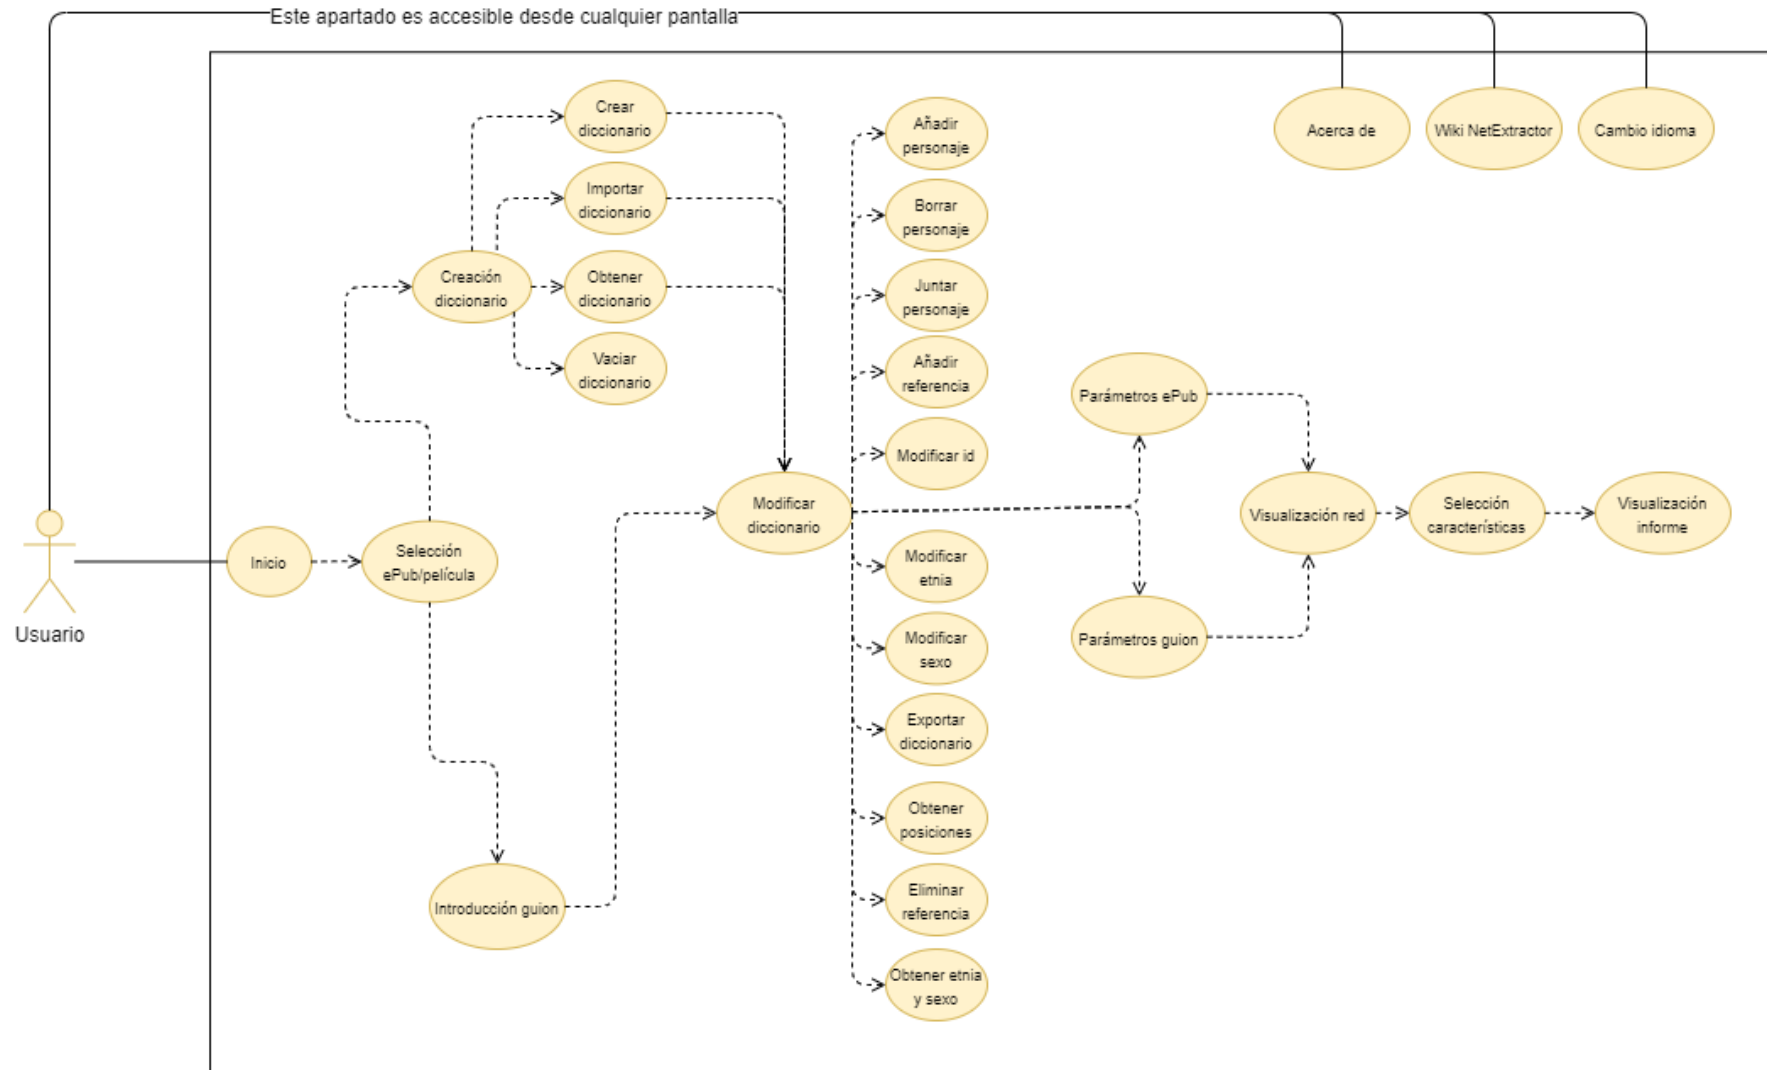 Este apartado es accesible desde cualquier pantalla
Crear
diccionario
Importar
diccionario
Creación
diccionario
Obtener
diccionario
Vaciar
diccionario
Añadir
personaje
Borrar
personaje
Juntar
personaje
Añadir
referencia
Modificar id
Acerca de
Wiki NetExtractor
Cambio idioma
Parámetros ePub
Modificar
diccionario
Visualización red
Selección
características
Visualización
informe
Usuario
Inicio
Selección
ePub/película
Modificar
etnia
Modificar
sexo
Parámetros guion
Exportar
diccionario
Obtener
posiciones
Introducción guion
Eliminar
referencia
Obtener etnia
y sexo